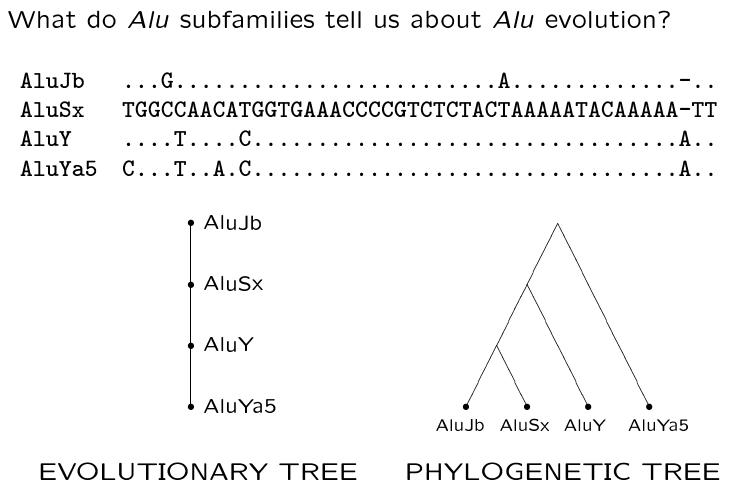 What do Alu subfamilies tell us about Alu evolution?
AluJb ...G.........................A.............-..
AluSx TGGCCAACATGGTGAAACCCCGTCTCTACTAAAAATACAAAAA-TT
AluY ....T....C.................................A..
AluYa5 C...T..A.C.................................A..
AluJb
AluSx
AluY
AluYa5
AluJb AluSx AluY AluYa5
EVOLUTIONARY TREE PHYLOGENETIC TREE